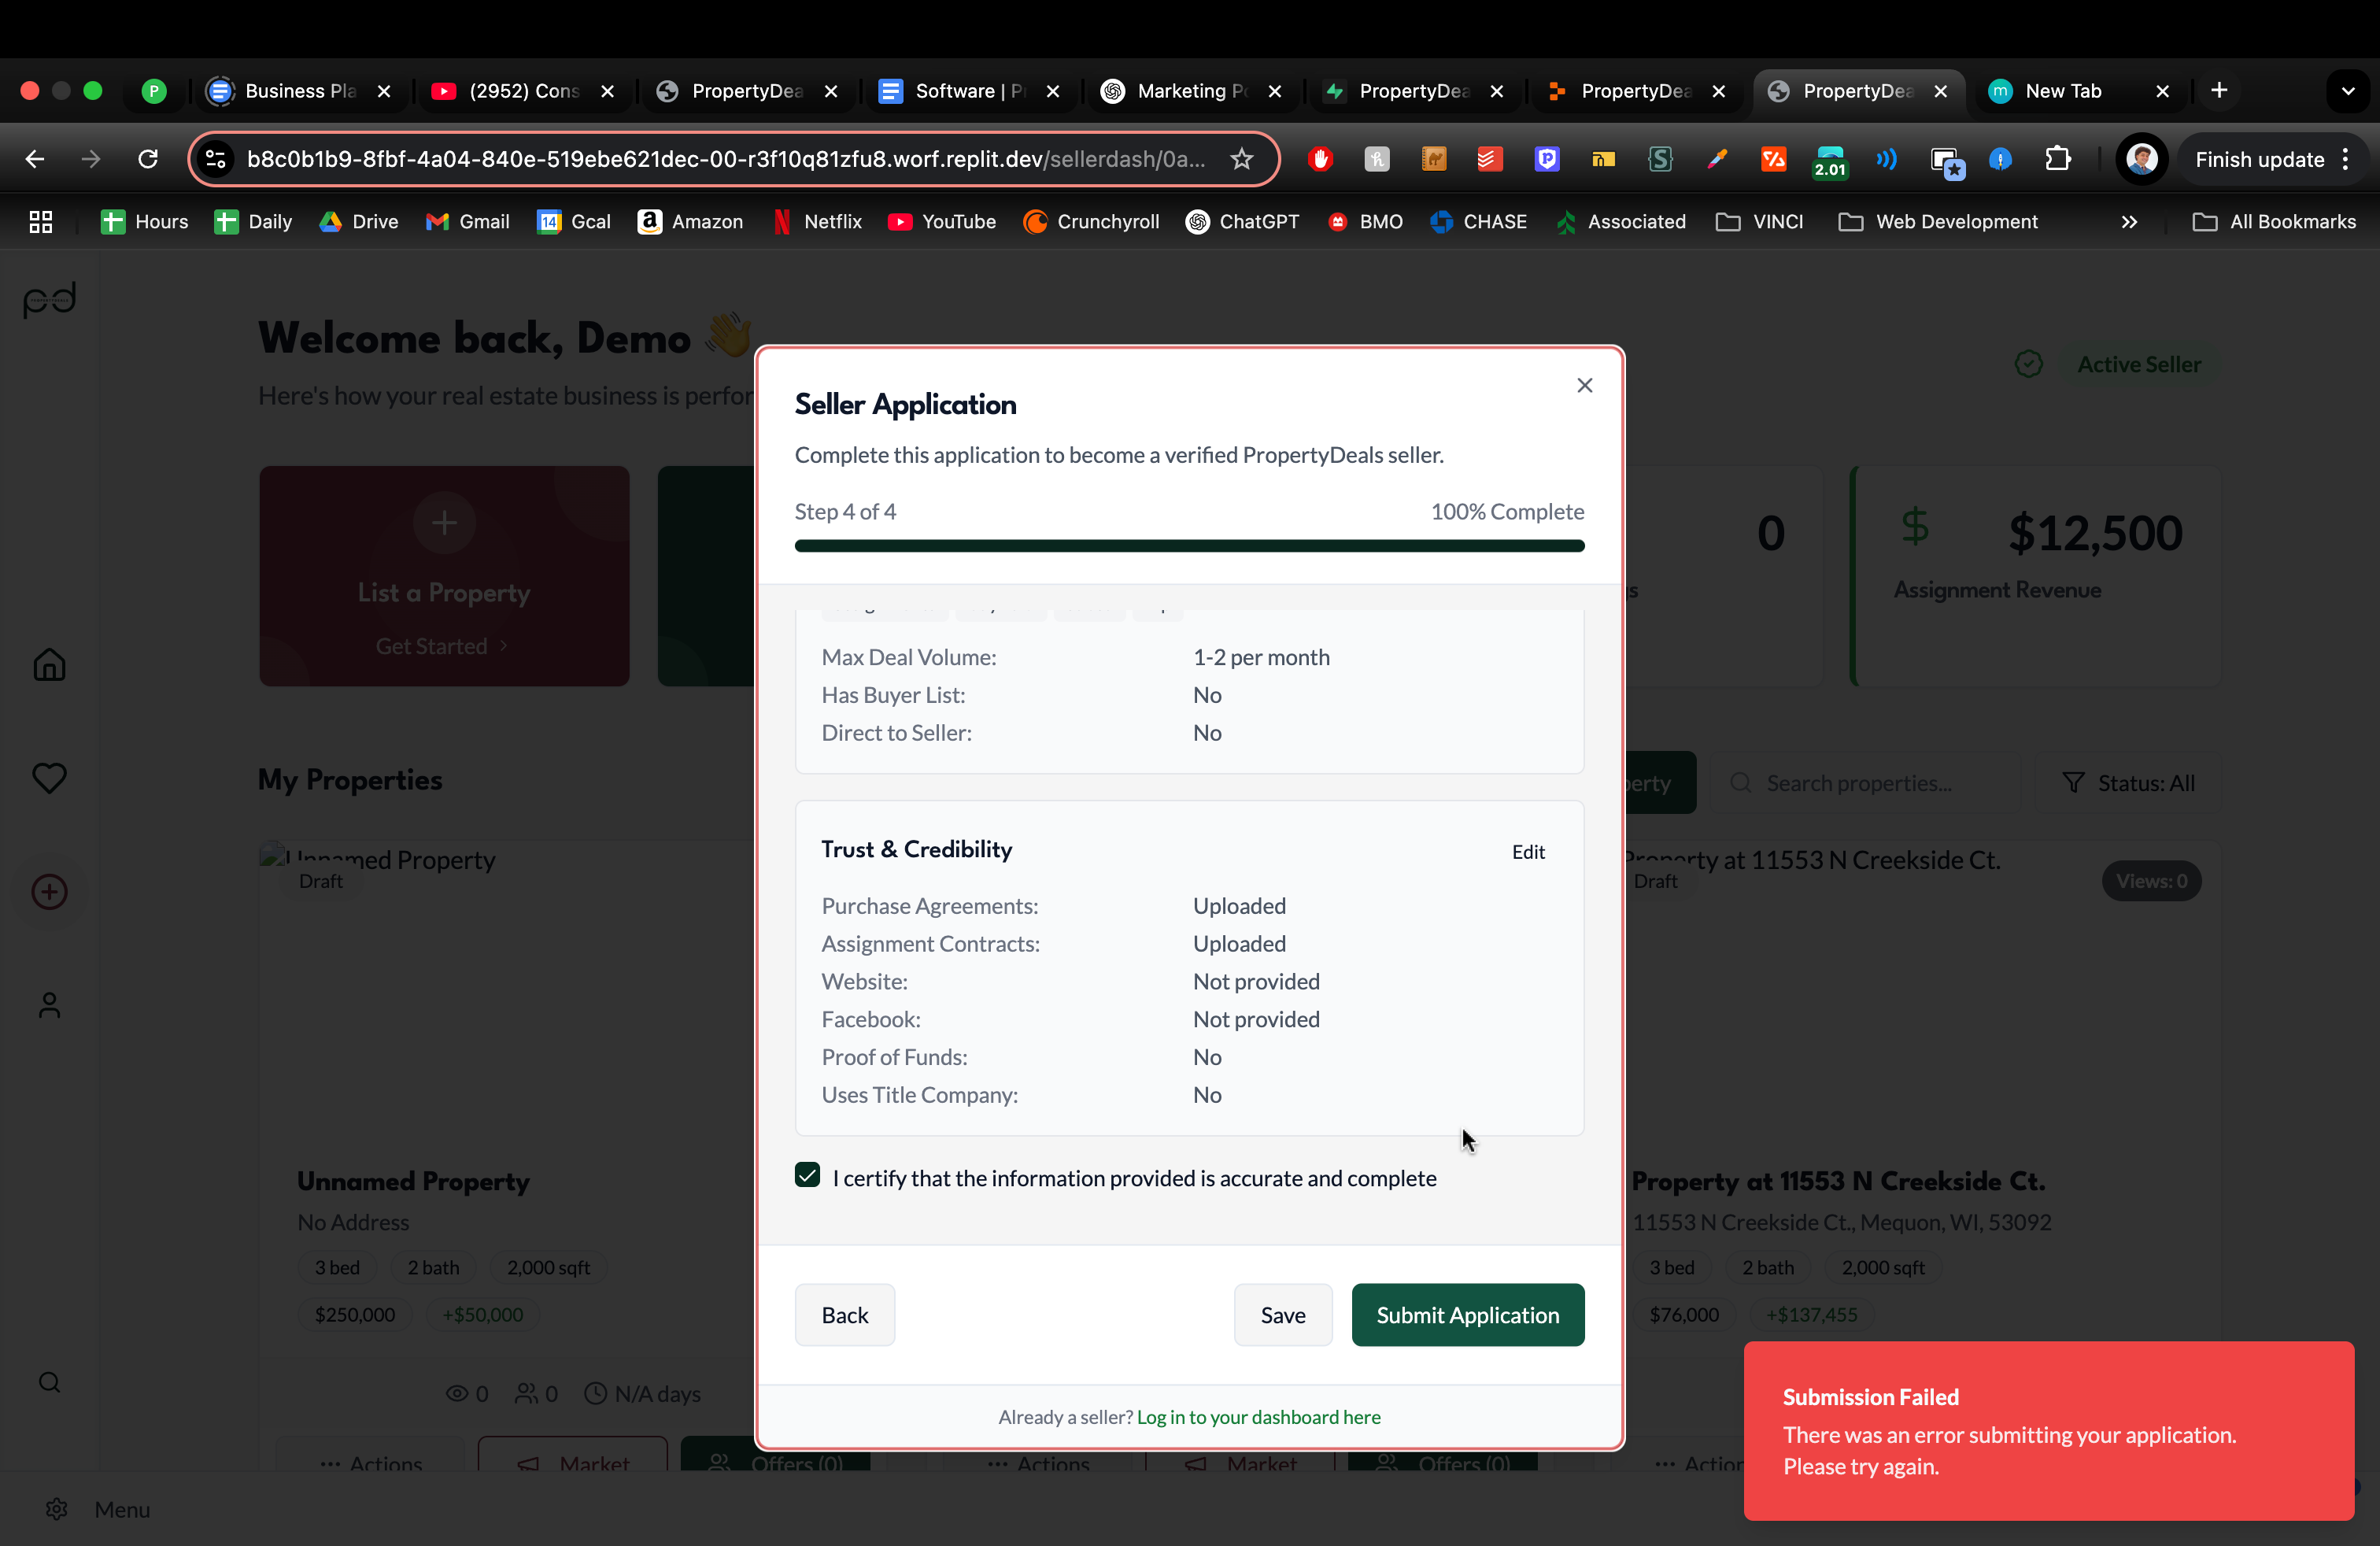 P
Business Pla
(2952) Cons
PropertyDea
Software | P
Marketing Po
PropertyDea
PropertyDea
PropertyDea
m
New Tab
b8c0b1b9-8fbf-4a04-840e-519ebe621dec-00-r3f10q81zfu8.worf.replit.dev/sellerdash/0a...
2.01
Finish update
Hours
Daily
Drive
Gmail
14
Gcal
Amazon
Netflix
YouTube
Crunchyroll
ChatGPT
BMO
CHASE
Associated
VINCI
Web Development
All Bookmarks
pd
Welcome back, Demo 👋
Here's how your real estate business is perfor
Active Seller
List a Property
Get Started
0
s
$12,500
Assignment Revenue
My Properties
perty
Search properties...
Status: All
Unnamed Property
Draft
Unnamed Property
No Address
3 bed
2 bath
2,000 sqft
$250,000
+$50,000
0
0
N/A days
Actions
Market
Offers (0)
Actions
Market
Offers (0)
Property at 11553 N Creekside Ct.
Draft
Views: 0
Property at 11553 N Creekside Ct.
11553 N Creekside Ct., Mequon, WI, 53092
3 bed
2 bath
2,000 sqft
$76,000
+$137,455
Action
Menu
Seller Application
Complete this application to become a verified PropertyDeals seller.
Step 4 of 4
100% Complete
Max Deal Volume: 1-2 per month
Has Buyer List: No
Direct to Seller: No
Trust & Credibility
Edit
Purchase Agreements: Uploaded
Assignment Contracts: Uploaded
Website: Not provided
Facebook: Not provided
Proof of Funds: No
Uses Title Company: No
I certify that the information provided is accurate and complete
Back
Save
Submit Application
Already a seller? Log in to your dashboard here
Submission Failed
There was an error submitting your application.
Please try again.